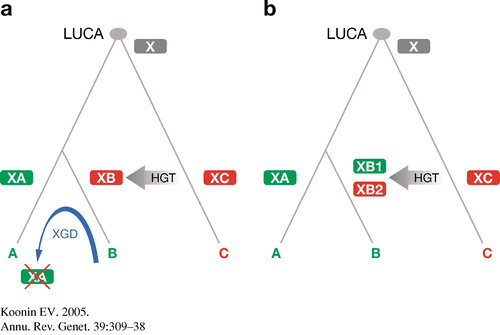 a
LUCA
X
XA
XB
HGT
XC
XGD
A
B
C
XA
b
LUCA
X
XA
XB1
XB2
HGT
XC
A
B
C
Koonin EV. 2005.
Annu. Rev. Genet. 39:309–38